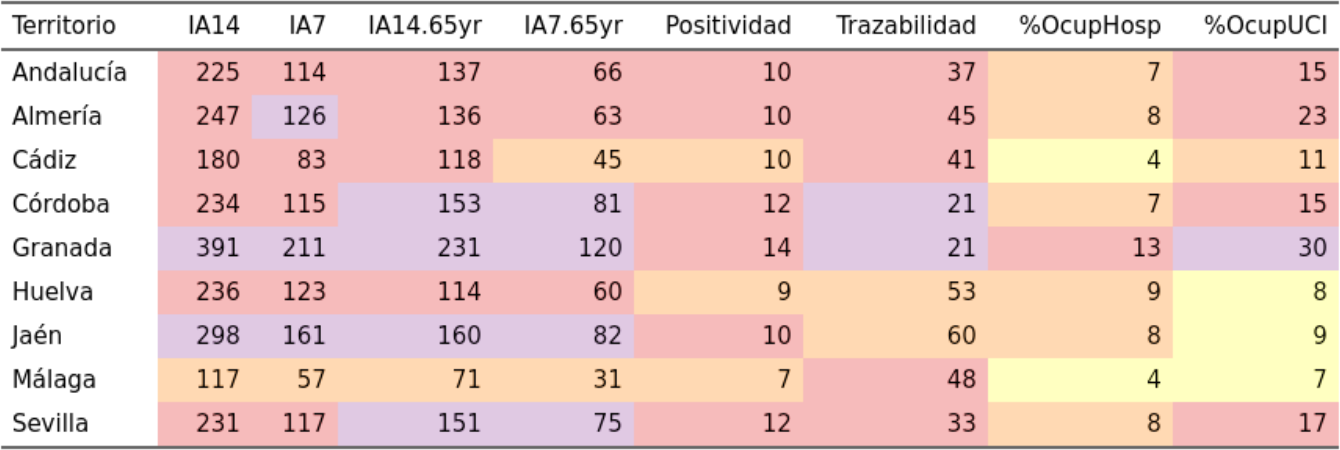 Territorio IA14 IA7 IA14.65yr IA7.65yr Positividad Trazabilidad %OcupHosp %OcupUCI
Andalucía 225 114 137 66 10 37 7 15
Almería 247 126 136 63 10 45 8 23
Cádiz 180 83 118 45 10 41 4 11
Córdoba 234 115 153 81 12 21 7 15
Granada 391 211 231 120 14 21 13 30
Huelva 236 123 114 60 9 53 9 8
Jaén 298 161 160 82 10 60 8 9
Málaga 117 57 71 31 7 48 4 7
Sevilla 231 117 151 75 12 33 8 17